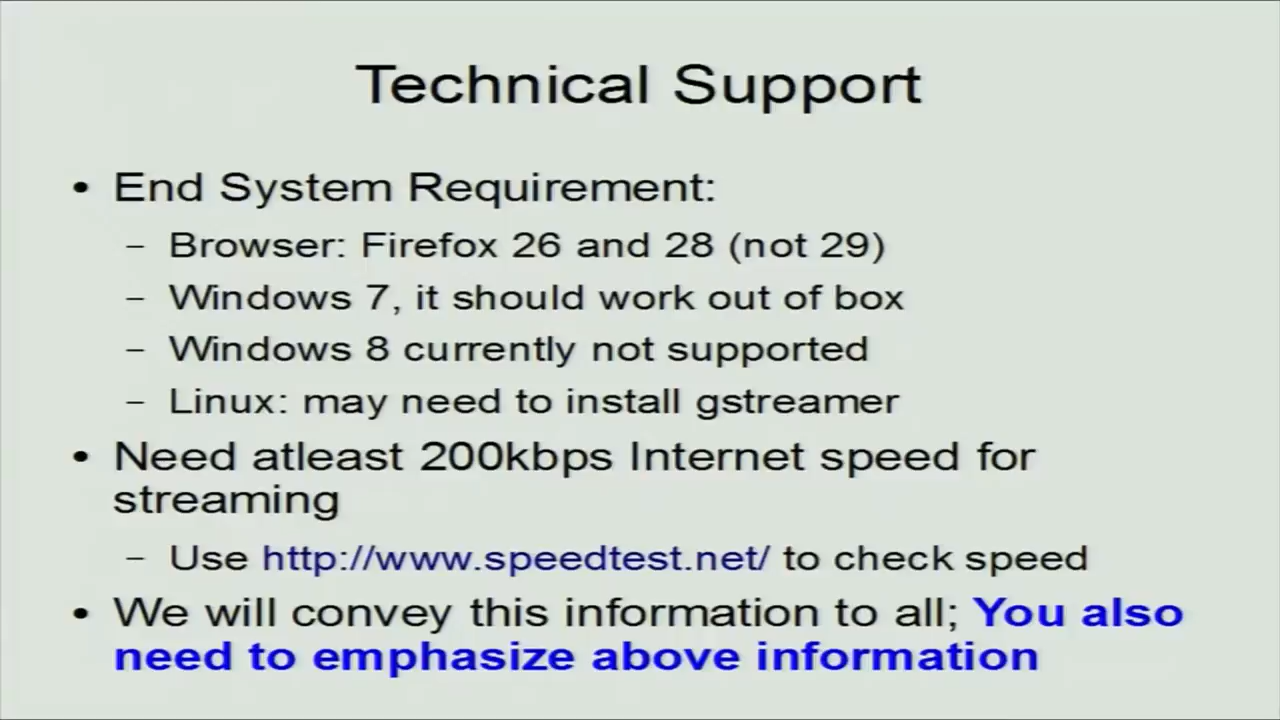 Technical Support
• End System Requirement:
– Browser: Firefox 26 and 28 (not 29)
– Windows 7, it should work out of box
– Windows 8 currently not supported
– Linux: may need to install gstreamer
• Need atleast 200kbps Internet speed for
streaming
– Use http://www.speedtest.net/ to check speed
• We will convey this information to all; You also
need to emphasize above information